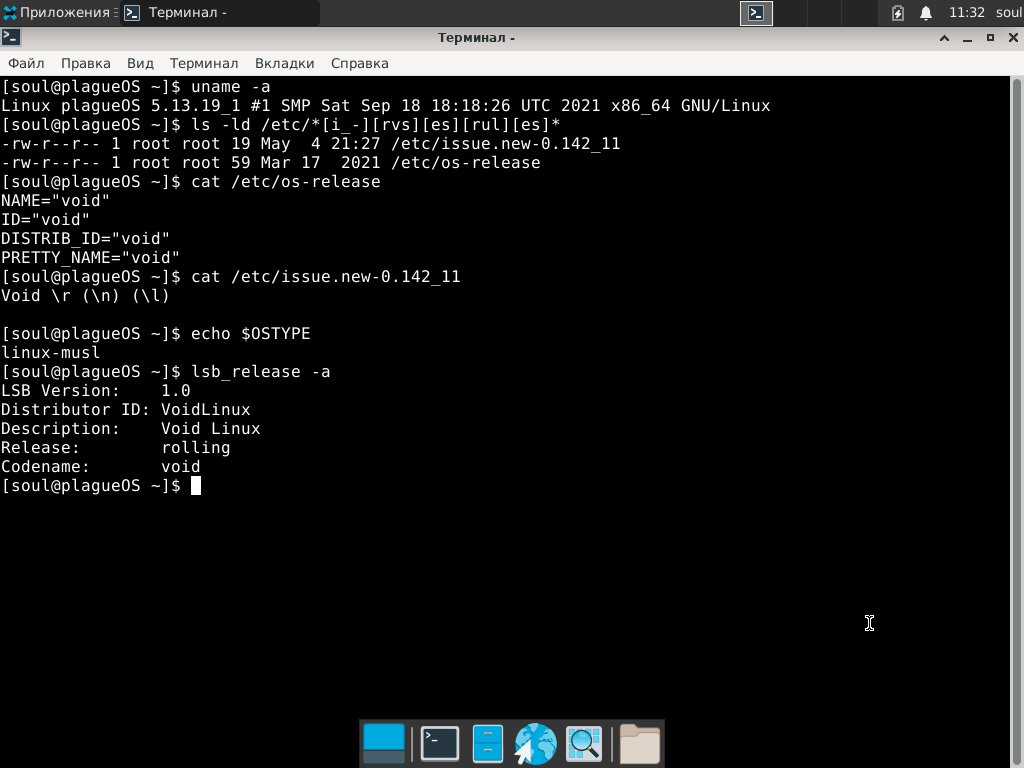 Приложения Терминал - 11:32 soul
Терминал -
Файл Правка Вид Терминал Вкладки Справка
[soul@plagueOS ~]$ uname -a
Linux plagueOS 5.13.19_1 #1 SMP Sat Sep 18 18:18:26 UTC 2021 x86_64 GNU/Linux
[soul@plagueOS ~]$ ls -ld /etc/*[i_-][rvs][es][rul][es]*
-rw-r--r-- 1 root root 19 May  4 21:27 /etc/issue.new-0.142_11
-rw-r--r-- 1 root root 59 Mar 17  2021 /etc/os-release
[soul@plagueOS ~]$ cat /etc/os-release
NAME="void"
ID="void"
DISTRIB_ID="void"
PRETTY_NAME="void"
[soul@plagueOS ~]$ cat /etc/issue.new-0.142_11
Void \r (\n) (\l)
[soul@plagueOS ~]$ echo $OSTYPE
linux-musl
[soul@plagueOS ~]$ lsb_release -a
LSB Version:    1.0
Distributor ID: VoidLinux
Description:    Void Linux
Release:        rolling
Codename:       void
[soul@plagueOS ~]$